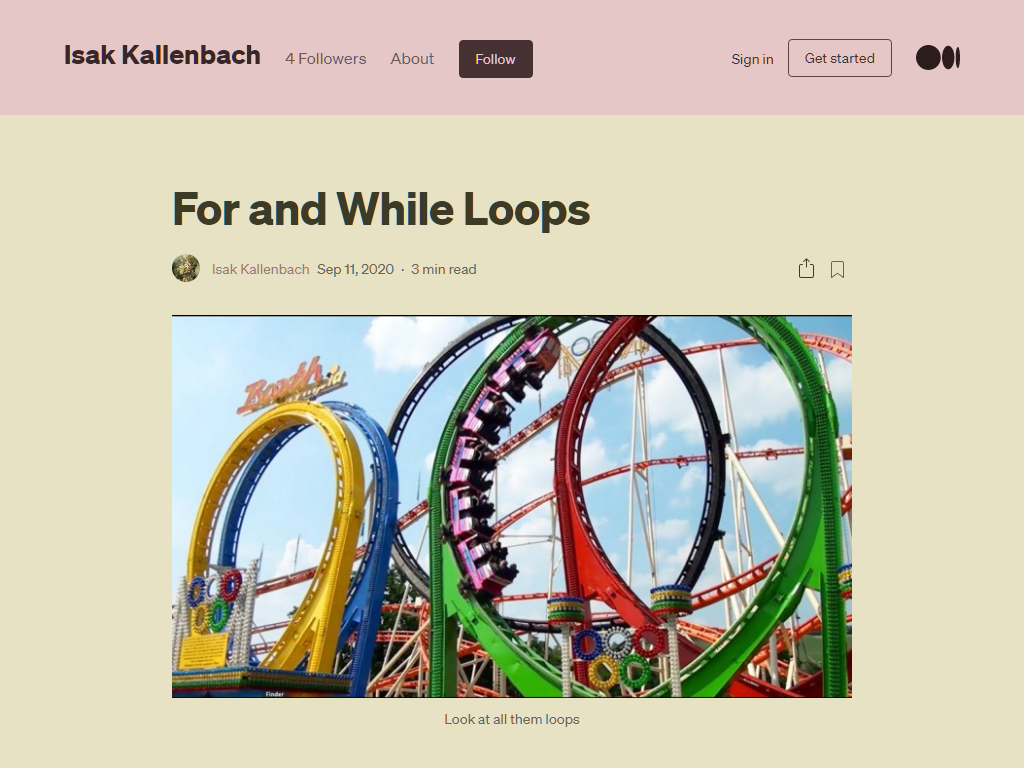 Isak Kallenbach
4 Followers
About
Follow
Sign in
Get started
For and While Loops
Isak Kallenbach Sep 11, 2020 · 3 min read
Finder
Look at all them loops